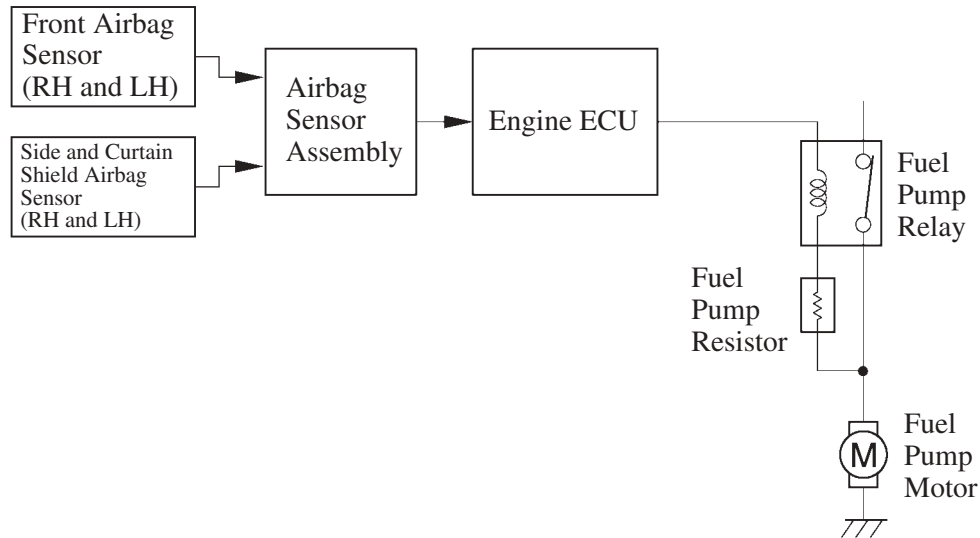 Front Airbag
Sensor
(RH and LH)
Side and Curtain
Shield Airbag
Sensor
(RH and LH)
Airbag
Sensor
Assembly
Engine ECU
Fuel
Pump
Relay
Fuel
Pump
Resistor
M
Fuel
Pump
Motor